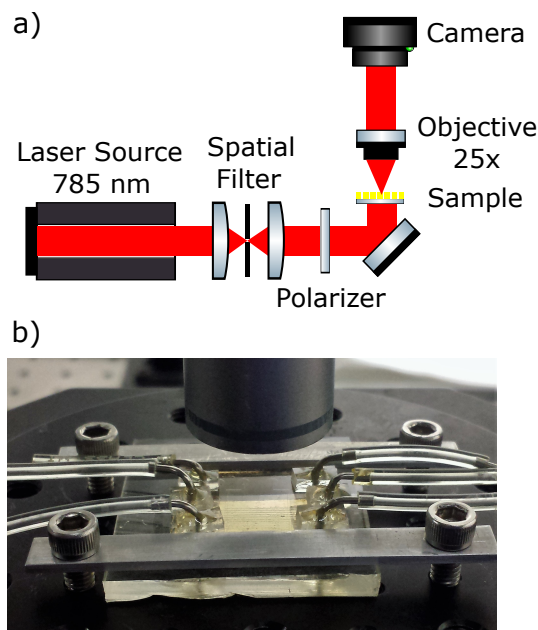 a)
Camera
Laser Source
785 nm
Spatial
Filter
Objective
25x
Sample
Polarizer
b)